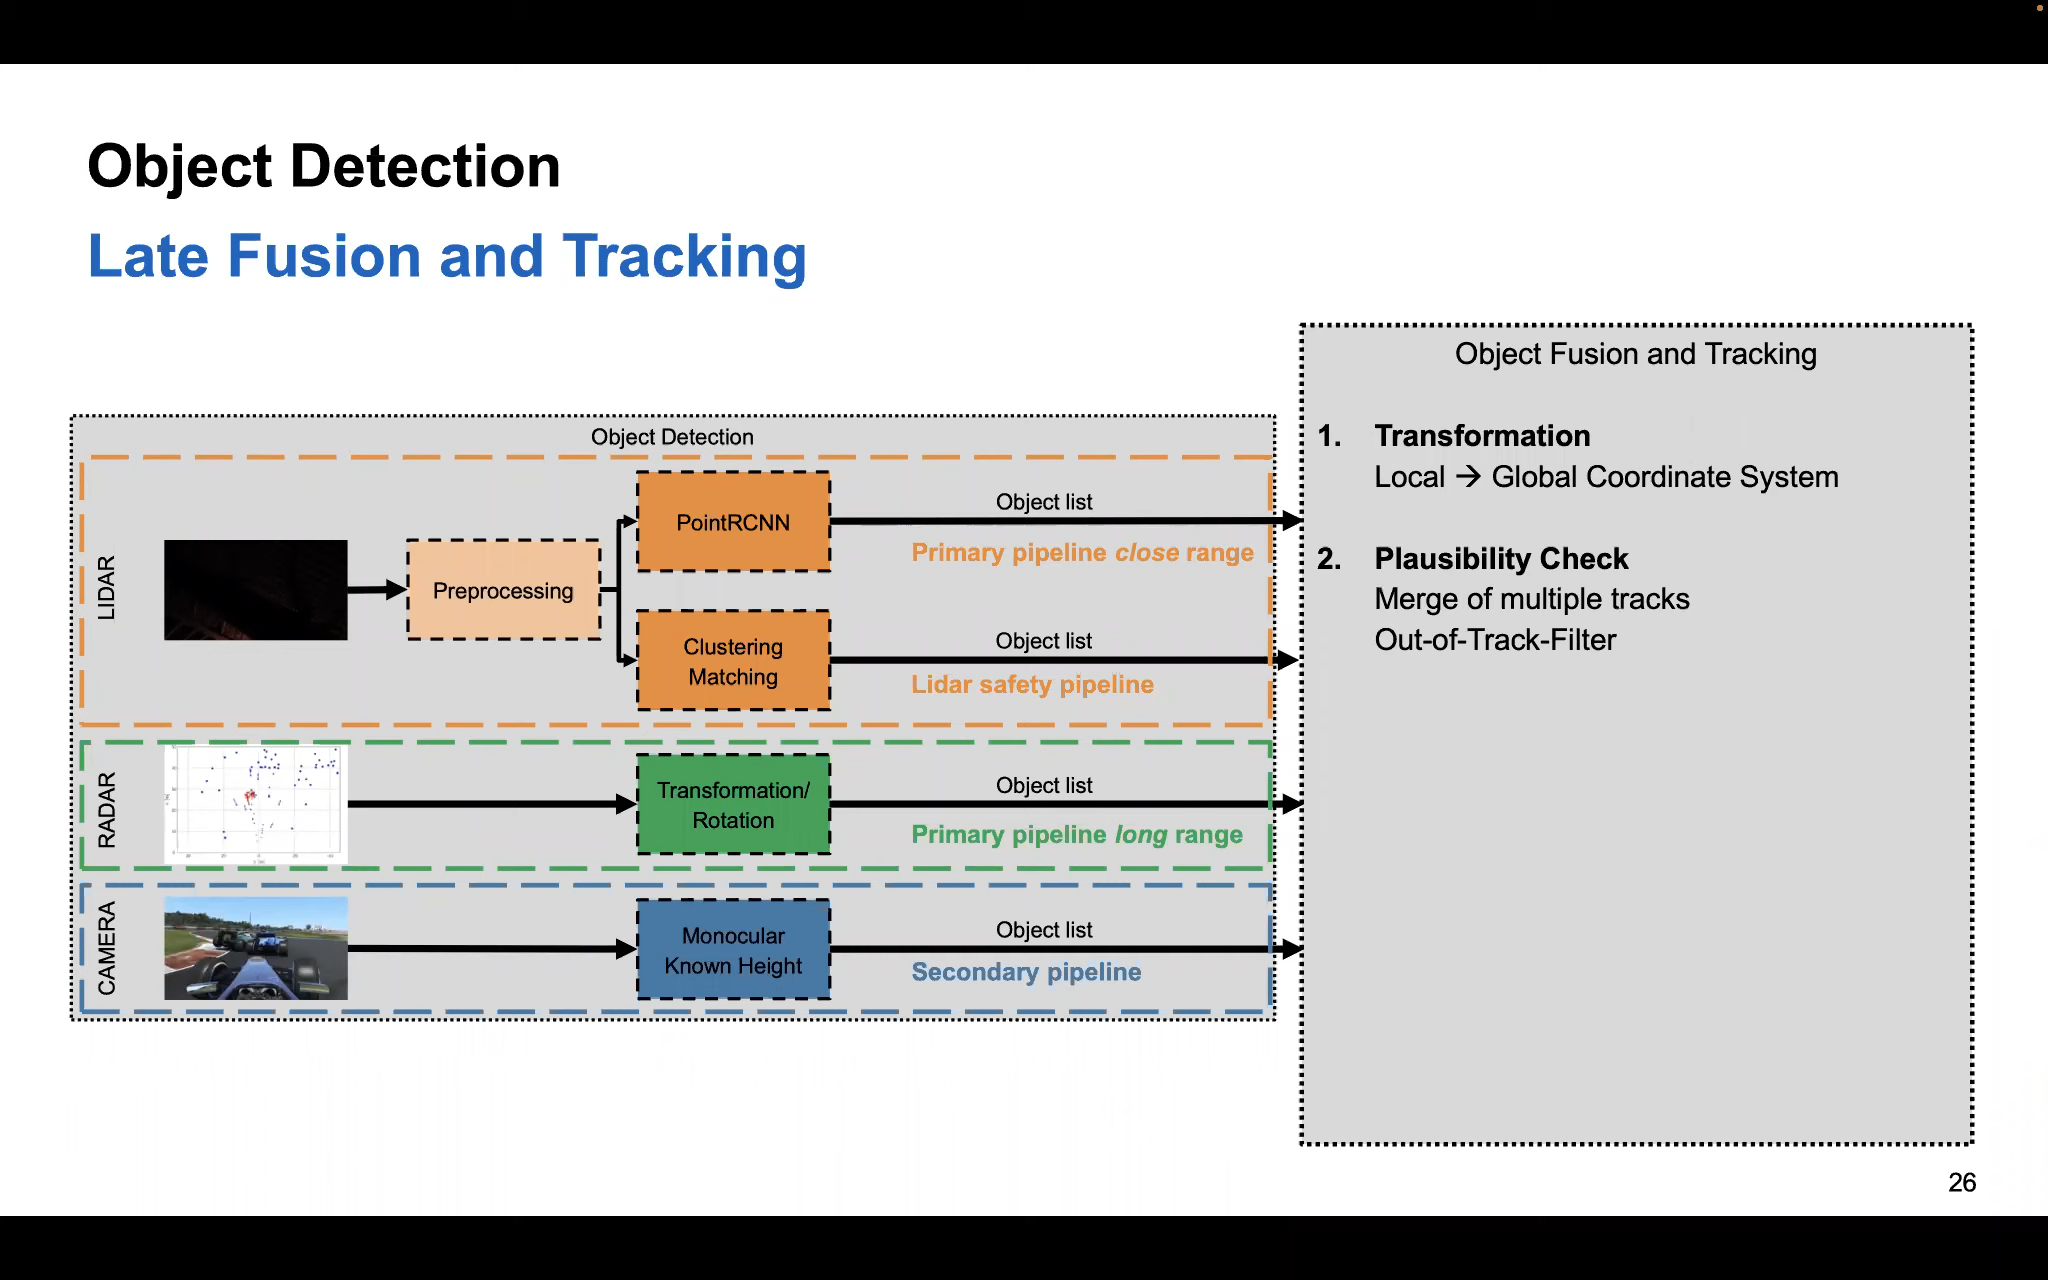 Object Detection
Late Fusion and Tracking
Object Detection
LIDAR
Preprocessing
PointRCNN
Object list
Primary pipeline close range
Clustering
Matching
Object list
Lidar safety pipeline
RADAR
Transformation/
Rotation
Object list
Primary pipeline long range
CAMERA
Monocular
Known Height
Object list
Secondary pipeline
Object Fusion and Tracking
1. Transformation
Local → Global Coordinate System
2. Plausibility Check
Merge of multiple tracks
Out-of-Track-Filter
26